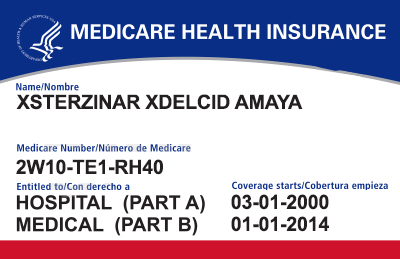 MEDICARE HEALTH INSURANCE
Name/Nombre
XSTERZINAR XDELCID AMAYA
Medicare Number/Número de Medicare
2W10-TE1-RH40
Entitled to/Con derecho a Coverage starts/Cobertura empieza
HOSPITAL (PART A) 03-01-2000
MEDICAL (PART B) 01-01-2014